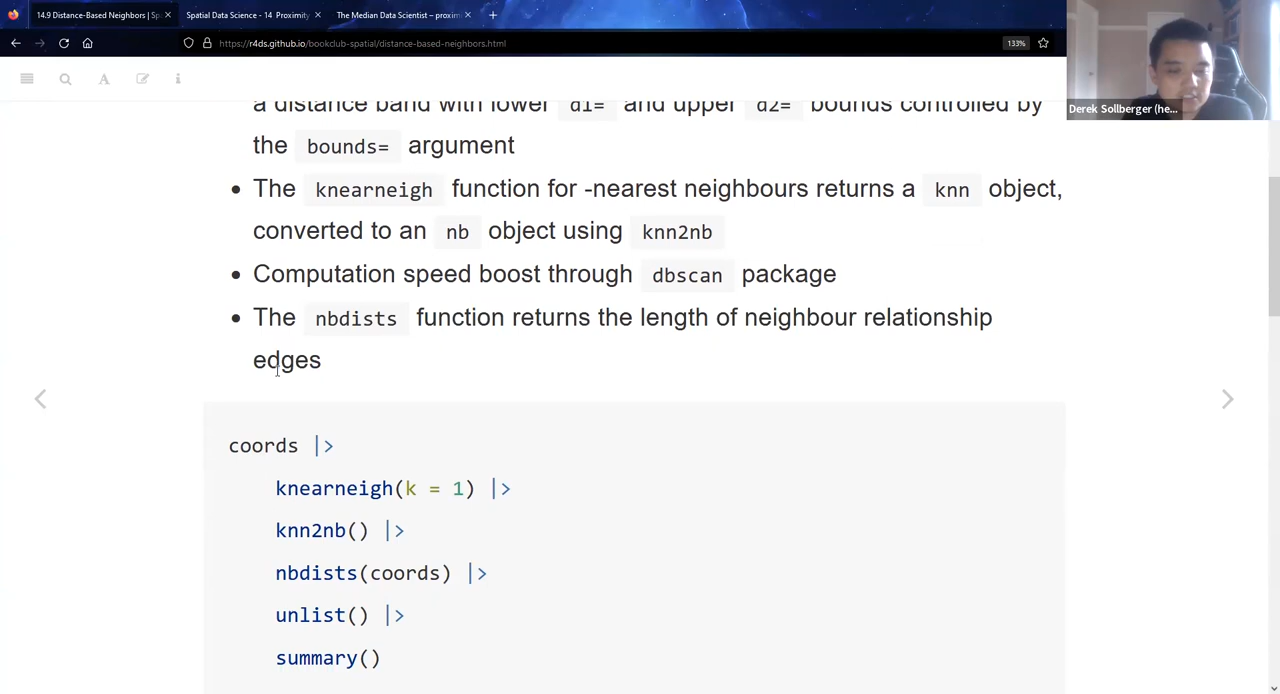 14.9 Distance-Based Neighbors | Sp
Spatial Data Science - 14 Proximity
The Median Data Scientist – proxim
https://r4ds.github.io/bookclub-spatial/distance-based-neighbors.html
133%
Derek Sollberger (he...
a distance band with lower d1= and upper d2= bounds controlled by
the bounds= argument
• The knearneigh function for -nearest neighbours returns a knn object,
converted to an nb object using knn2nb
• Computation speed boost through dbscan package
• The nbdists function returns the length of neighbour relationship
edges
coords |>
knearneigh(k = 1) |>
knn2nb() |>
nbdists(coords) |>
unlist() |>
summary()